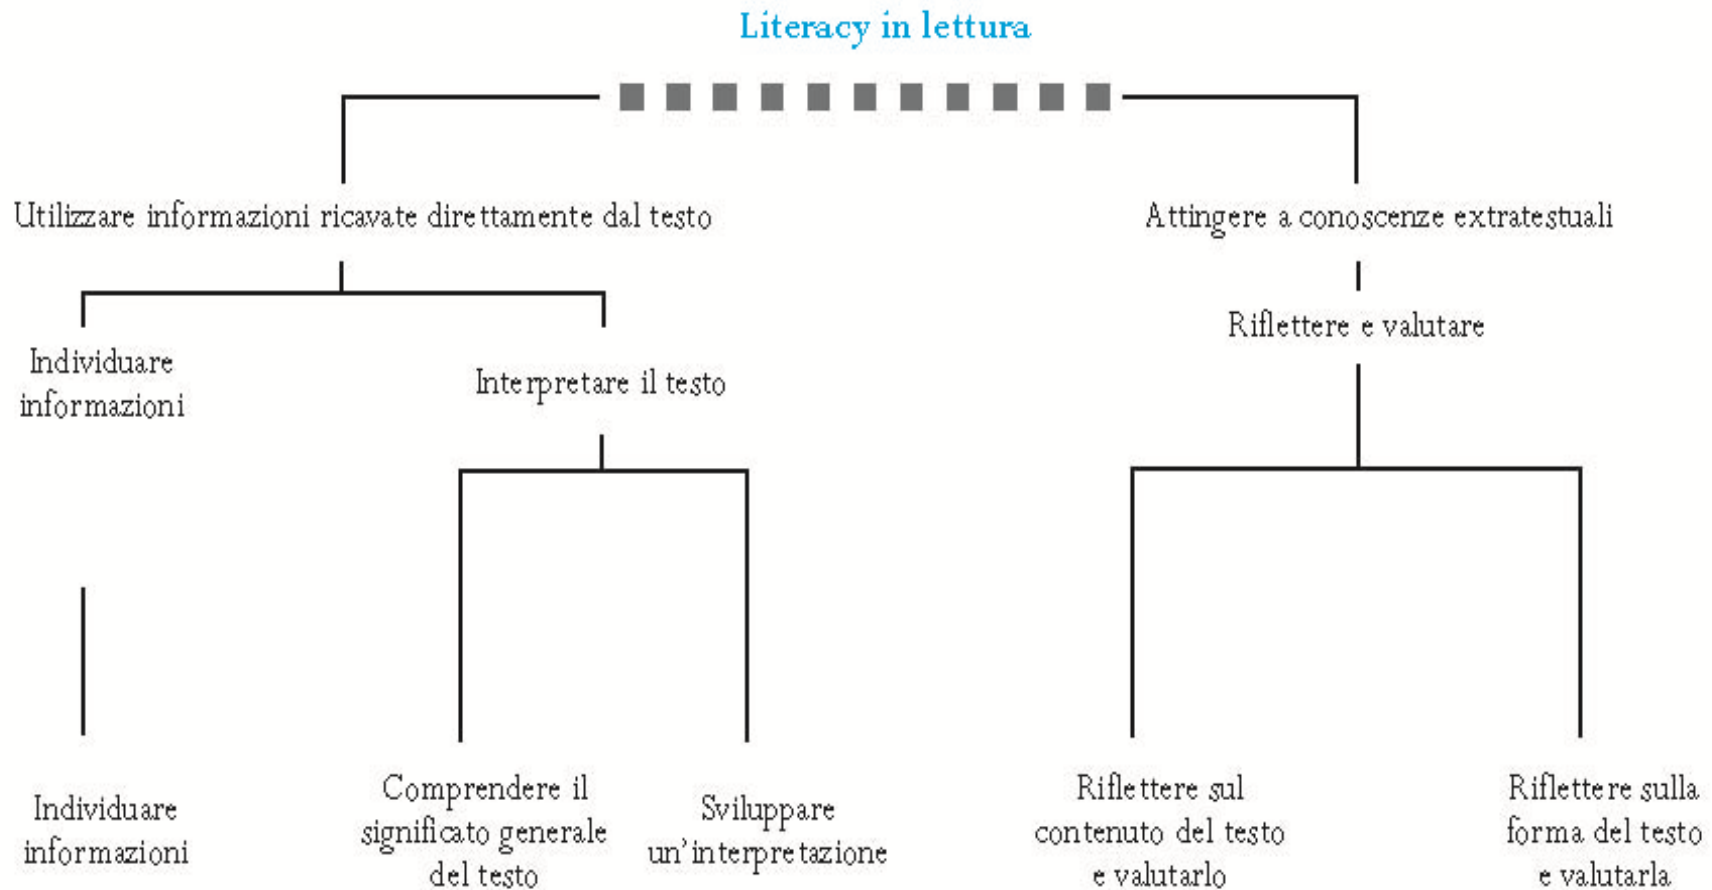 Literacy in lettura
Utilizzare informazioni ricavate direttamente dal testo
Attingere a conoscenze extratestuali
Individuare
informazioni
Interpretare il testo
Riflettere e valutare
Individuare
informazioni
Comprendere il
significato generale
del testo
Sviluppare
un'interpretazione
Riflettere sul
contenuto del testo
e valutarlo
Riflettere sulla
forma del testo
e valutarla